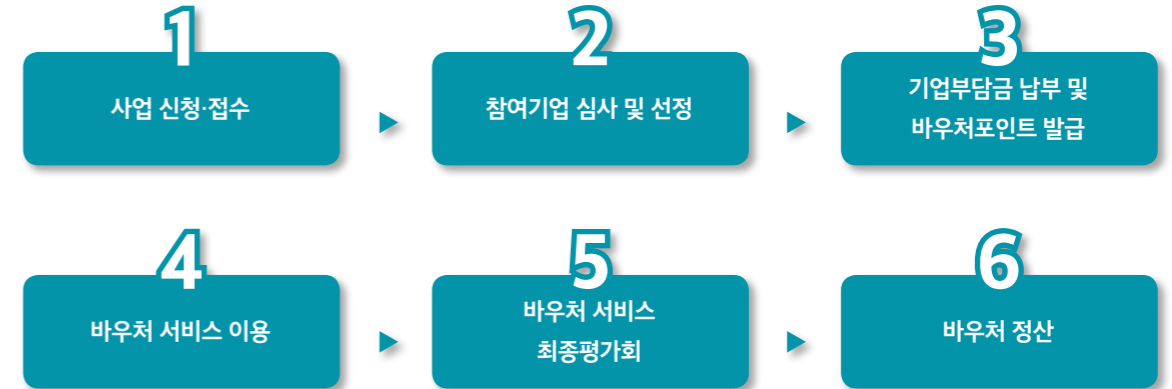 1
사업 신청·접수
2
참여기업 심사 및 선정
3
기업부담금 납부 및
바우처포인트 발급
4
바우처 서비스 이용
5
바우처 서비스
최종평가회
6
바우처 정산